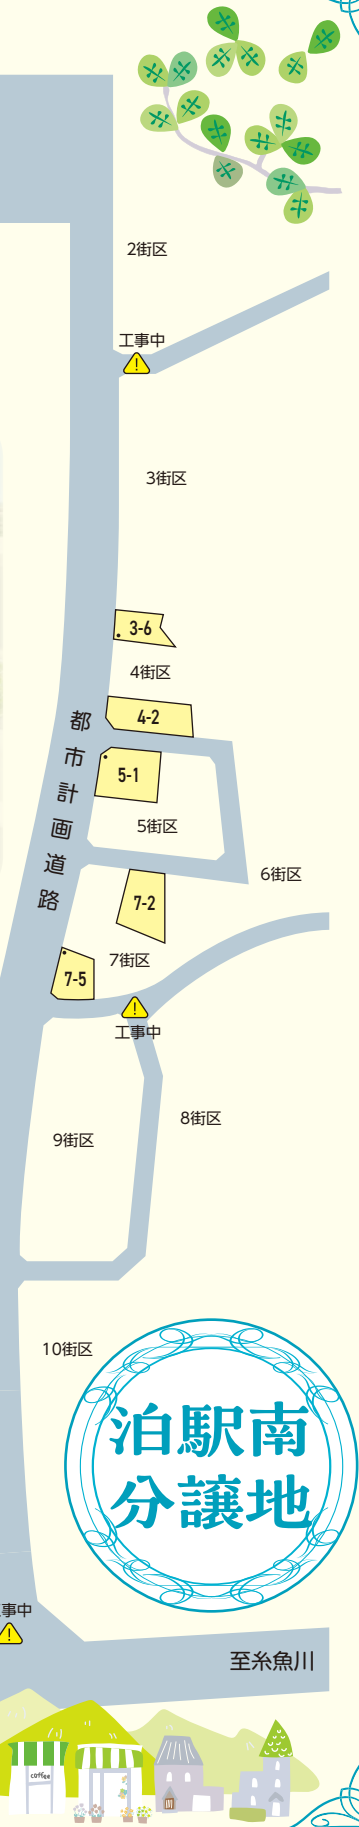 2街区
工事中
3街区
3-6
4街区
4-2
都市計画道路
5-1
5街区
6街区
7-2
7街区
7-5
工事中
8街区
9街区
10街区
泊駅南
分譲地
事中
至糸魚川
coffee